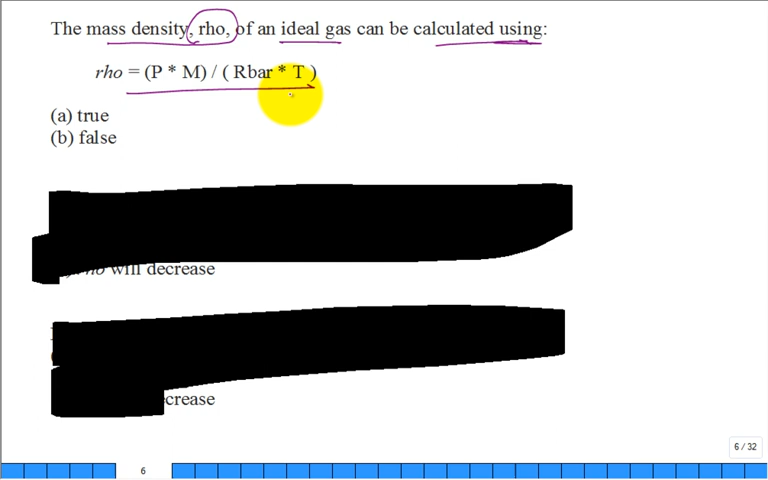 The mass density, rho, of an ideal gas can be calculated using:
rho = (P * M) / ( Rbar * T )
(a) true
(b) false
will decrease
crease
6 / 32
6